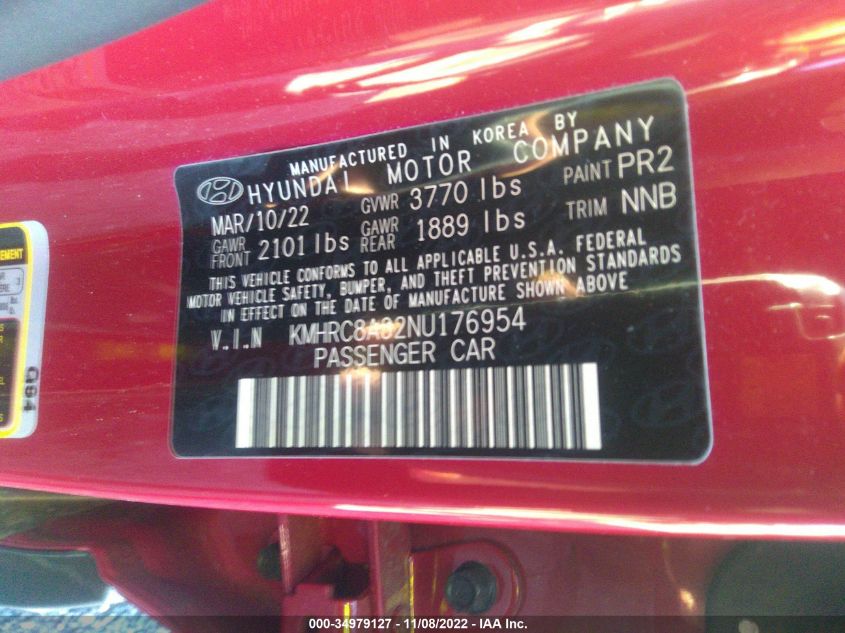 MANUFACTURED IN KOREA BY
HYUNDAI MOTOR COMPANY
MAR/10/22 GVWR 3770 lbs PAINT PR2
GAWR FRONT 2101 lbs GAWR REAR 1889 lbs TRIM NNB
THIS VEHICLE CONFORMS TO ALL APPLICABLE U.S.A. FEDERAL
MOTOR VEHICLE SAFETY, BUMPER, AND THEFT PREVENTION STANDARDS
IN EFFECT ON THE DATE OF MANUFACTURE SHOWN ABOVE
V.I.N KMHRC8A32NU176954
PASSENGER CAR
Q84
000-34979127 - 11/08/2022 - IAA Inc.